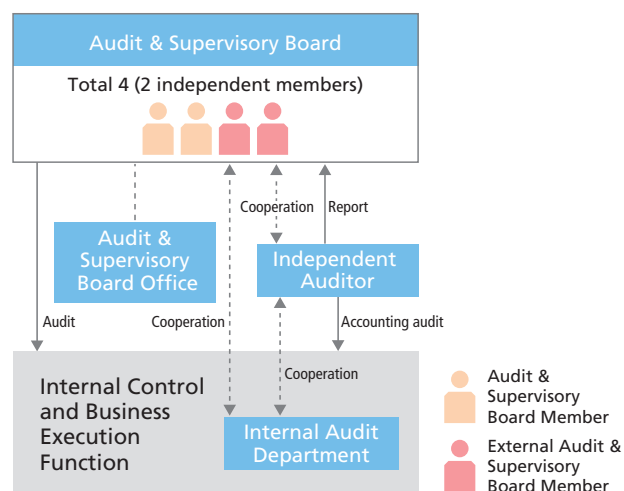 Audit & Supervisory Board
Total 4 (2 independent members)
Cooperation
Report
Audit &
Supervisory
Board Office
Independent
Auditor
Audit
Cooperation
Accounting audit
Cooperation
Internal Control
and Business
Execution
Function
Internal Audit
Department
Audit &
Supervisory
Board Member
External Audit &
Supervisory
Board Member